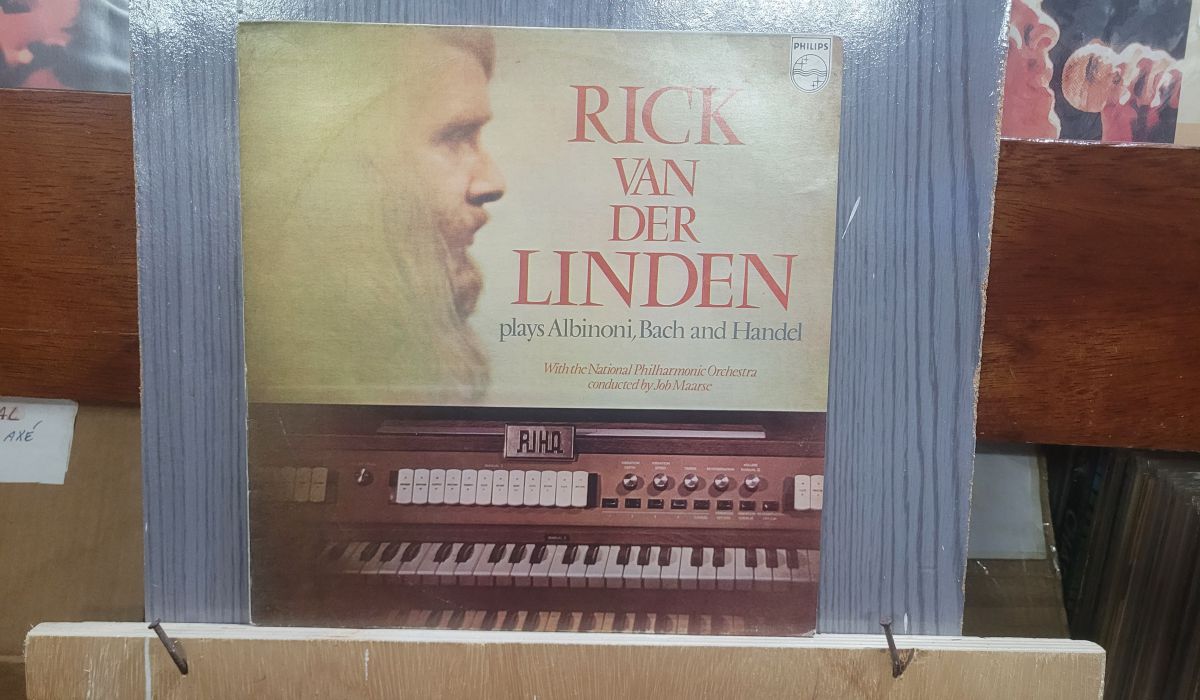 PHILIPS
RICK
VAN
DER
LINDEN
plays Albinoni, Bach and Handel
With the National Philharmonic Orchestra
conducted by Job Maarse
RIHA
AL
AXÉ